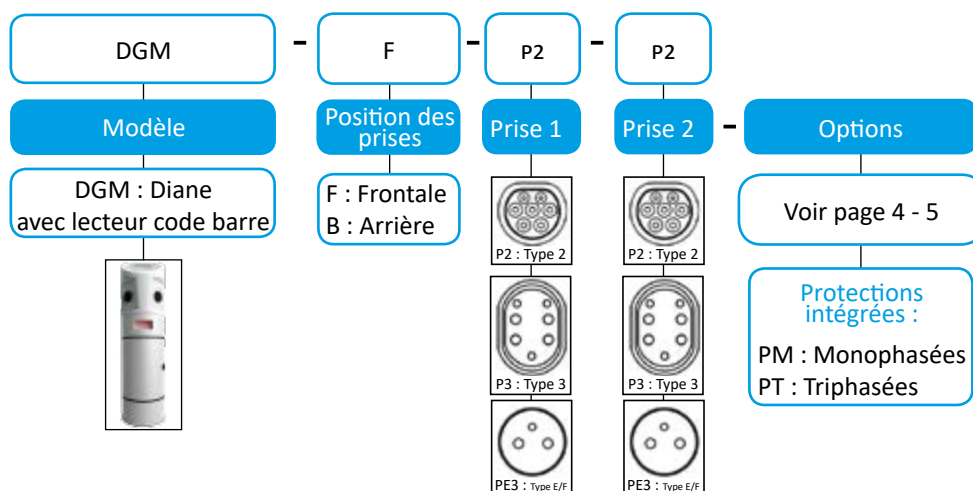 DGM - F - P2 - P2
Modèle
Position des
prises
Prise 1
Prise 2 -
Options
DGM : Diane
avec lecteur code barre
F : Frontale
B : Arrière
P2 : Type 2
P2 : Type 2
Voir page 4 - 5
P3 : Type 3
P3 : Type 3
Protections
intégrées :
PM : Monophasées
PT : Triphasées
PE3 : Type E/F
PE3 : Type E/F